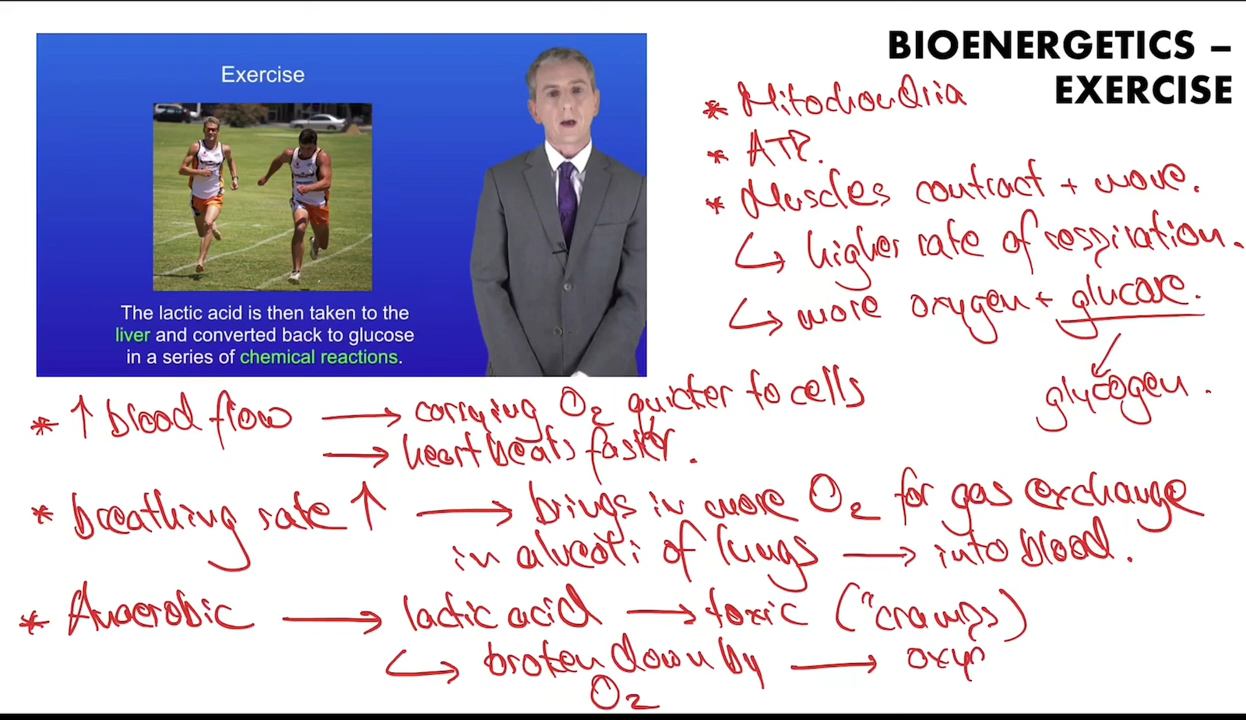 BIOENERGETICS –
EXERCISE
Exercise
The lactic acid is then taken to the
liver and converted back to glucose
in a series of chemical reactions.
* Mitochondria
* ATP.
* Muscles contract + move.
↳ higher rate of respiration.
↳ more oxygen + glucose.
glycogen.
* ↑ blood flow → carrying O₂ quicker to cells
→ heart beats faster.
* breathing rate ↑ → brings in more O₂ for gas exchange
in alveoli of lungs → into blood.
* Anaerobic → lactic acid → toxic ("cramps)
↳ broken down by → oxyn
O₂